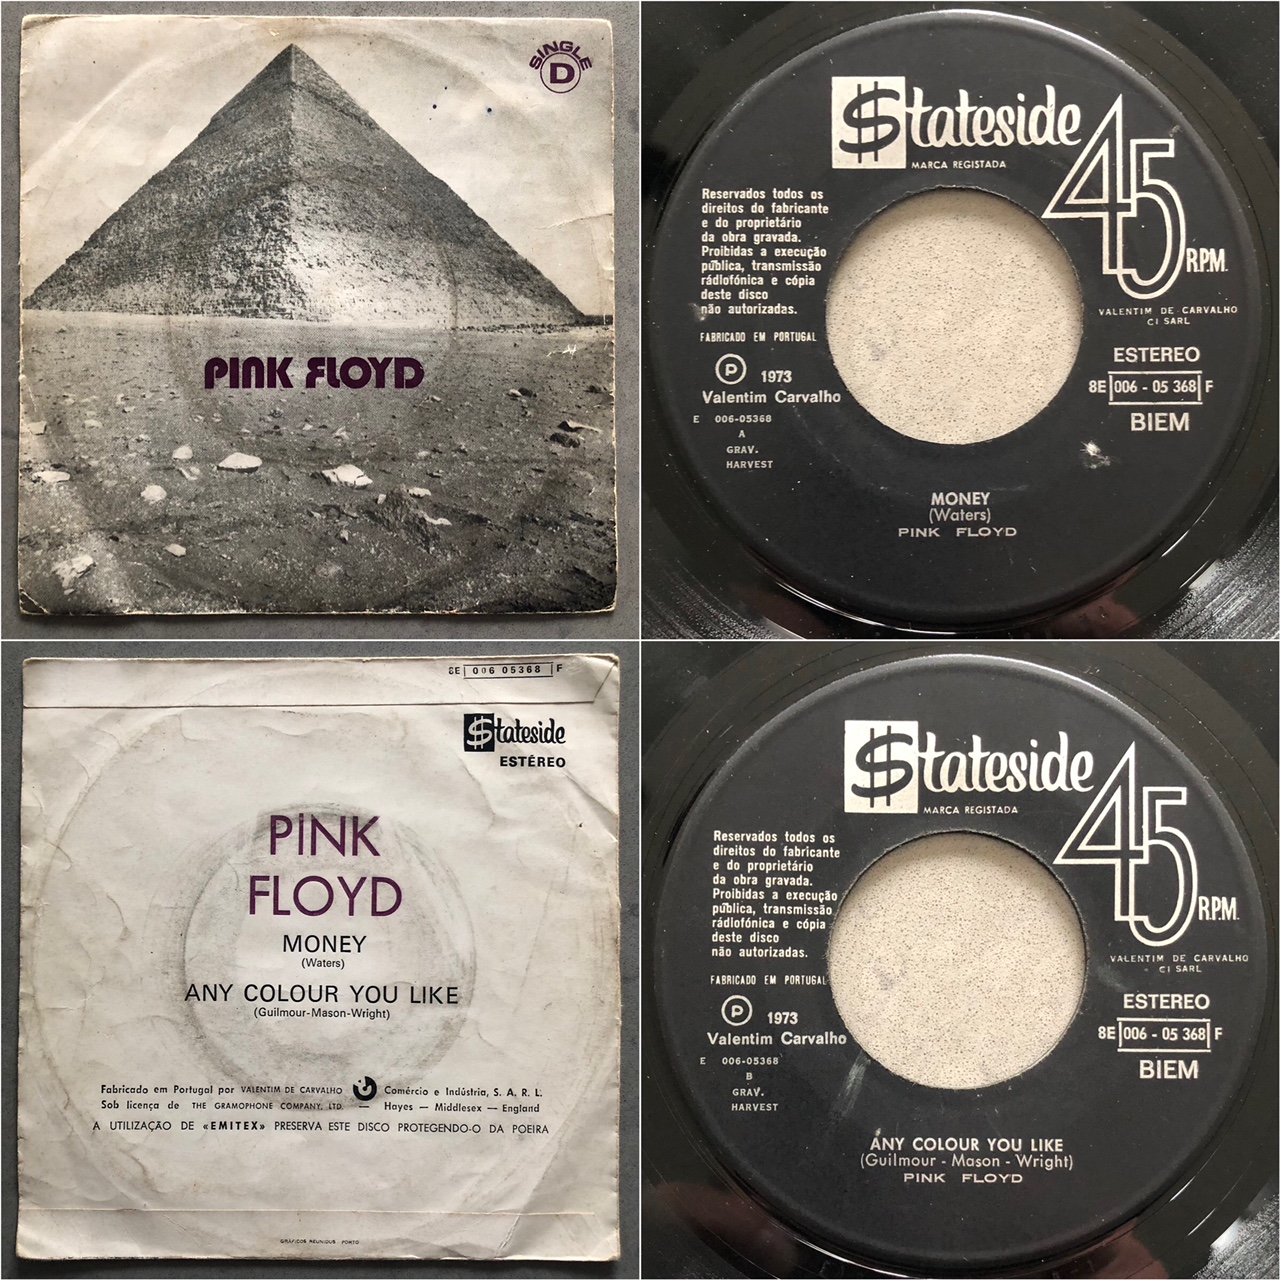 SINGLE
D
PINK FLOYD
$tateside
MARCA REGISTADA
45
R.P.M.
Reservados todos os
direitos do fabricante
e do proprietário
da obra gravada.
Proibidas a execução
pública, transmissão
rádiofónica e cópia
deste disco
não autorizadas.
FABRICADO EM PORTUGAL
Ⓟ 1973
Valentim Carvalho
E 006-05368
A
GRAV.
HARVEST
VALENTIM DE CARVALHO
CI SARL
ESTEREO
8E 006 - 05 368 F
BIEM
MONEY
(Waters)
PINK FLOYD
8E 006 05368 F
$tateside
ESTÉREO
PINK
FLOYD
MONEY
(Waters)
ANY COLOUR YOU LIKE
(Guilmour-Mason-Wright)
Fabricado em Portugal por VALENTIM DE CARVALHO Comércio e Indústria, S. A. R. L.
Sob licença de THE GRAMOPHONE COMPANY, LTD. — Hayes — Middlesex — England
A UTILIZAÇÃO DE «EMITEX» PRESERVA ESTE DISCO PROTEGENDO-O DA POEIRA
GRÁFICOS REUNIDOS - PORTO
$tateside
MARCA REGISTADA
45
R.P.M.
Reservados todos os
direitos do fabricante
e do proprietário
da obra gravada.
Proibidas a execução
pública, transmissão
rádiofónica e cópia
deste disco
não autorizadas.
FABRICADO EM PORTUGAL
Ⓟ 1973
Valentim Carvalho
E 006-05368
B
GRAV.
HARVEST
VALENTIM DE CARVALHO
CI SARL
ESTEREO
8E 006 - 05 368 F
BIEM
ANY COLOUR YOU LIKE
(Guilmour - Mason - Wright)
PINK FLOYD